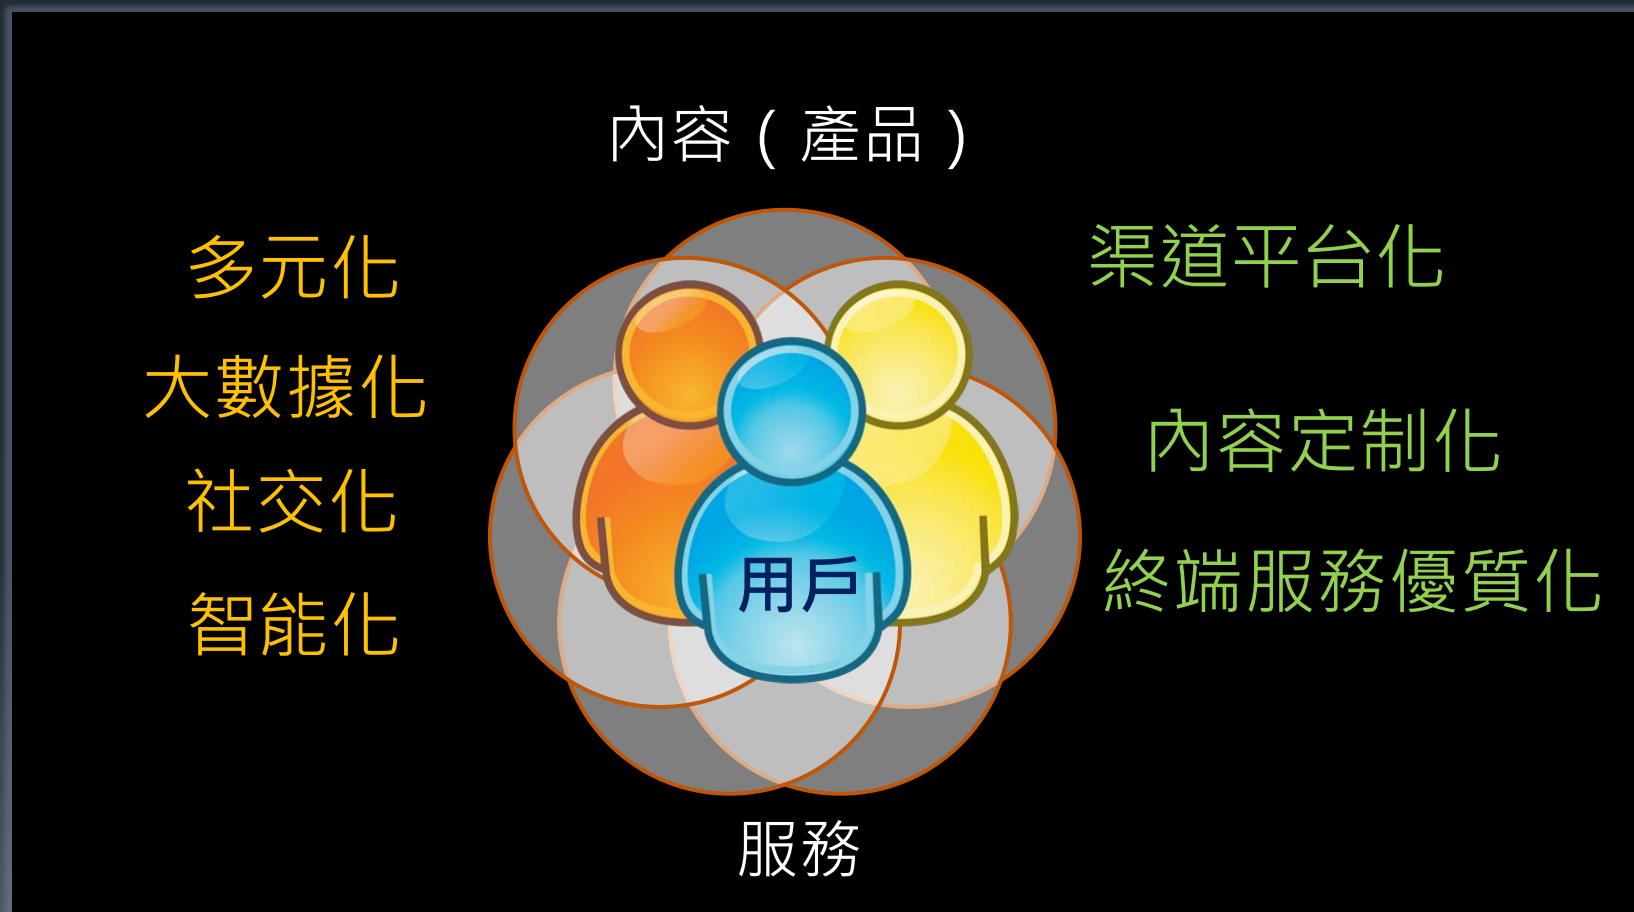 內容（產品）
多元化
大數據化
社交化
智能化
用戶
渠道平台化
內容定制化
終端服務優質化
服務